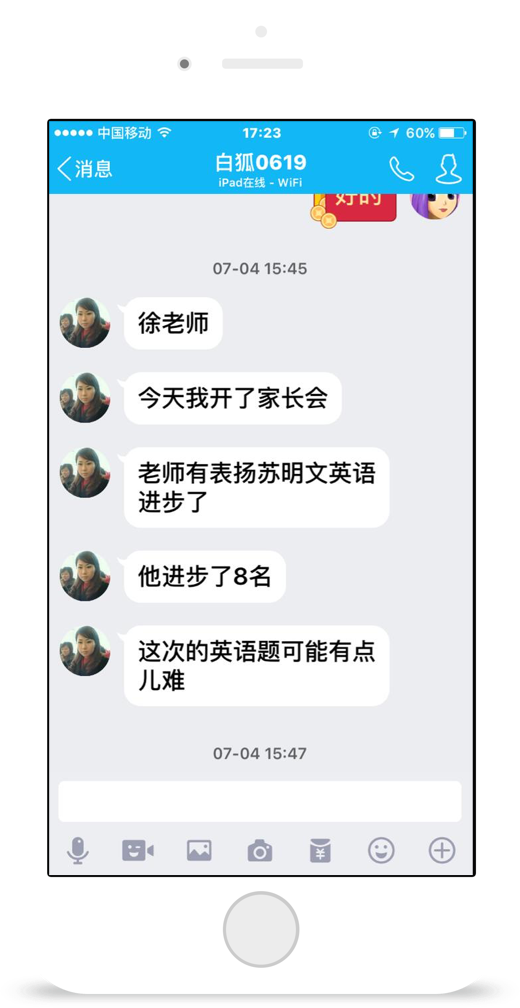 中国移动 17:23 60%
消息 白狐0619
iPad在线 - WiFi
好的
07-04 15:45
徐老师
今天我开了家长会
老师有表扬苏明文英语
进步了
他进步了8名
这次的英语题可能有点
儿难
07-04 15:47